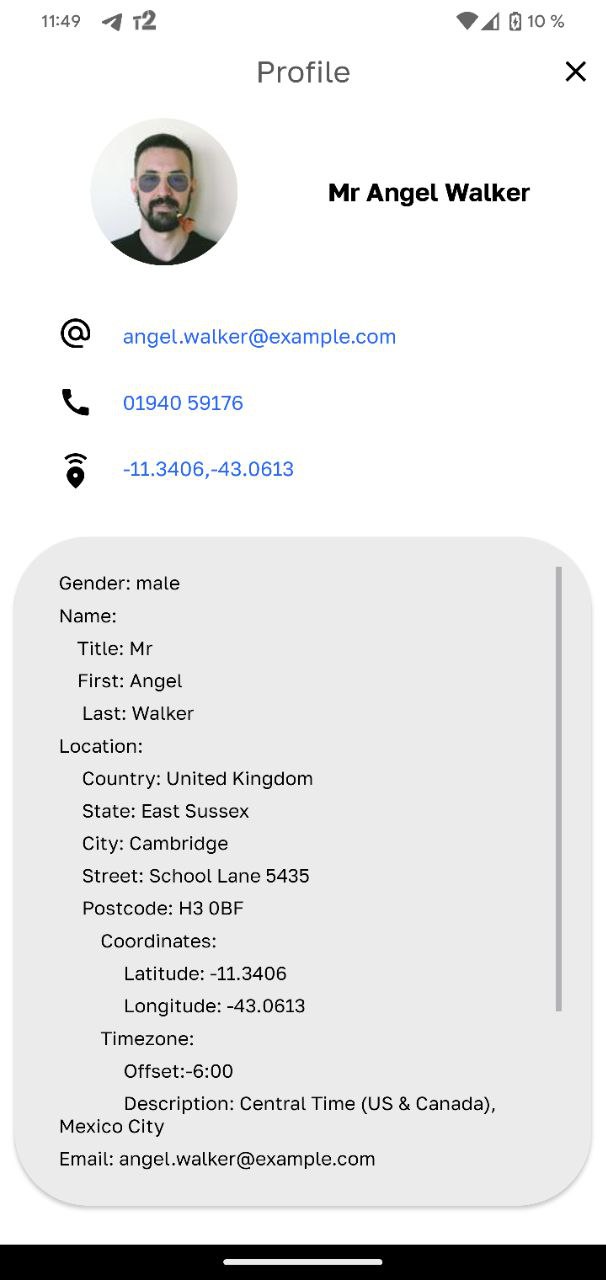 11:49 T2 10 %
Profile
Mr Angel Walker
angel.walker@example.com
01940 59176
-11.3406,-43.0613
Gender: male
Name:
Title: Mr
First: Angel
Last: Walker
Location:
Country: United Kingdom
State: East Sussex
City: Cambridge
Street: School Lane 5435
Postcode: H3 0BF
Coordinates:
Latitude: -11.3406
Longitude: -43.0613
Timezone:
Offset:-6:00
Description: Central Time (US & Canada),
Mexico City
Email: angel.walker@example.com